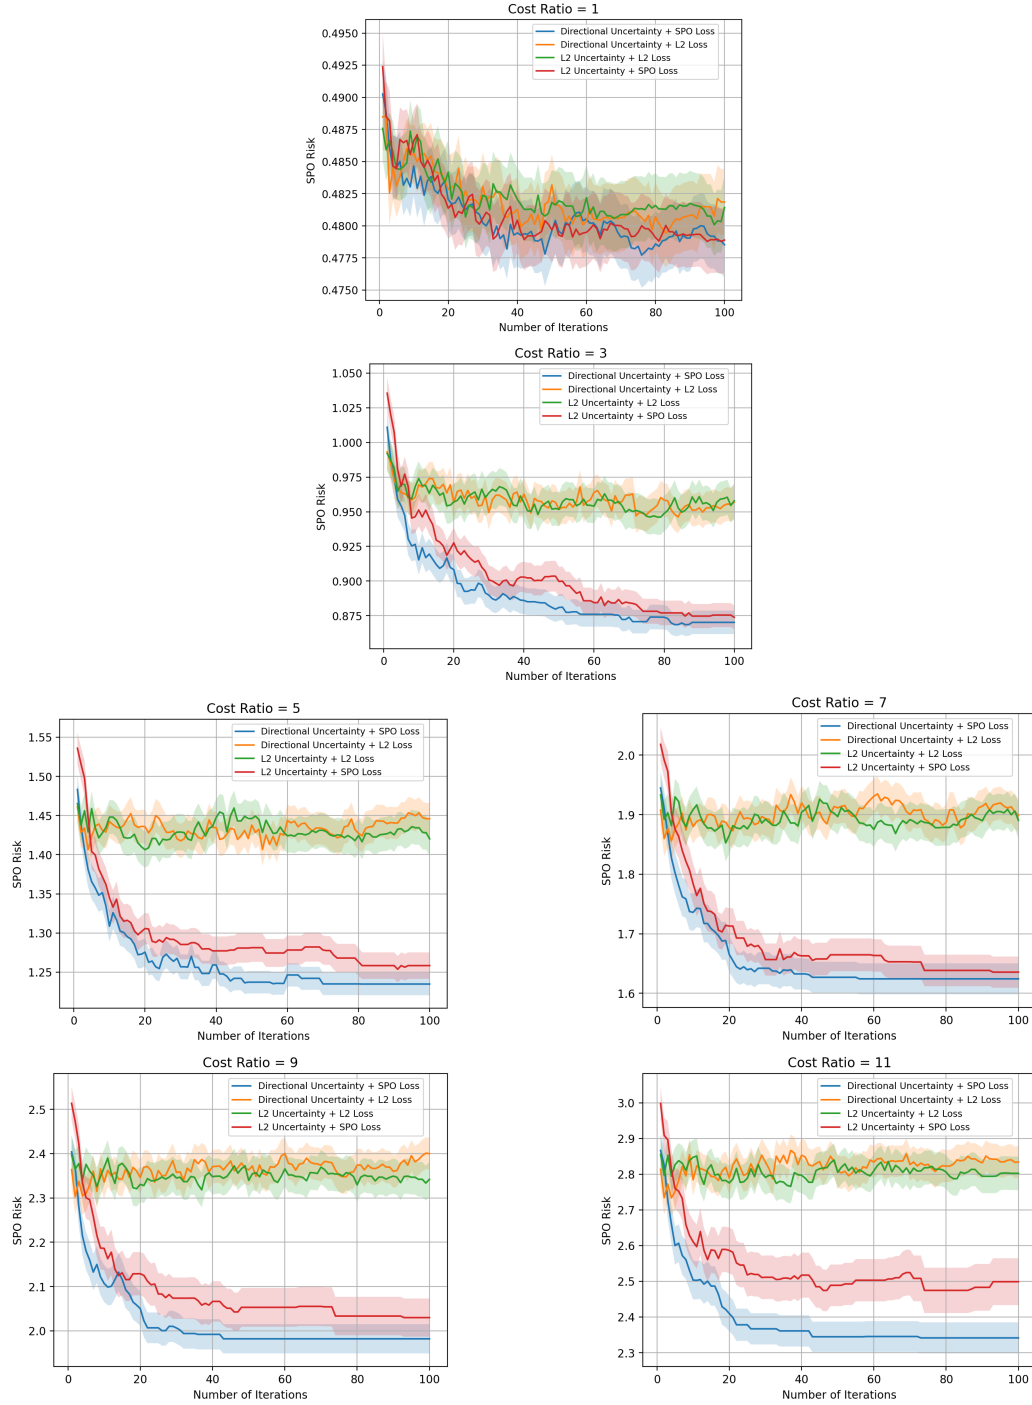 Cost Ratio = 1
Directional Uncertainty + SPO Loss
Directional Uncertainty + L2 Loss
L2 Uncertainty + L2 Loss
L2 Uncertainty + SPO Loss
0.4950
0.4925
0.4900
0.4875
0.4850
0.4825
0.4800
0.4775
0.4750
SPO Risk
0 20 40 60 80 100
Number of Iterations
Cost Ratio = 3
Directional Uncertainty + SPO Loss
Directional Uncertainty + L2 Loss
L2 Uncertainty + L2 Loss
L2 Uncertainty + SPO Loss
1.050
1.025
1.000
0.975
0.950
0.925
0.900
0.875
SPO Risk
0 20 40 60 80 100
Number of Iterations
Cost Ratio = 5
Directional Uncertainty + SPO Loss
Directional Uncertainty + L2 Loss
L2 Uncertainty + L2 Loss
L2 Uncertainty + SPO Loss
1.55
1.50
1.45
1.40
1.35
1.30
1.25
SPO Risk
0 20 40 60 80 100
Number of Iterations
Cost Ratio = 7
Directional Uncertainty + SPO Loss
Directional Uncertainty + L2 Loss
L2 Uncertainty + L2 Loss
L2 Uncertainty + SPO Loss
2.0
1.9
1.8
1.7
1.6
SPO Risk
0 20 40 60 80 100
Number of Iterations
Cost Ratio = 9
Directional Uncertainty + SPO Loss
Directional Uncertainty + L2 Loss
L2 Uncertainty + L2 Loss
L2 Uncertainty + SPO Loss
2.5
2.4
2.3
2.2
2.1
2.0
SPO Risk
0 20 40 60 80 100
Number of Iterations
Cost Ratio = 11
Directional Uncertainty + SPO Loss
Directional Uncertainty + L2 Loss
L2 Uncertainty + L2 Loss
L2 Uncertainty + SPO Loss
3.0
2.9
2.8
2.7
2.6
2.5
2.4
2.3
SPO Risk
0 20 40 60 80 100
Number of Iterations